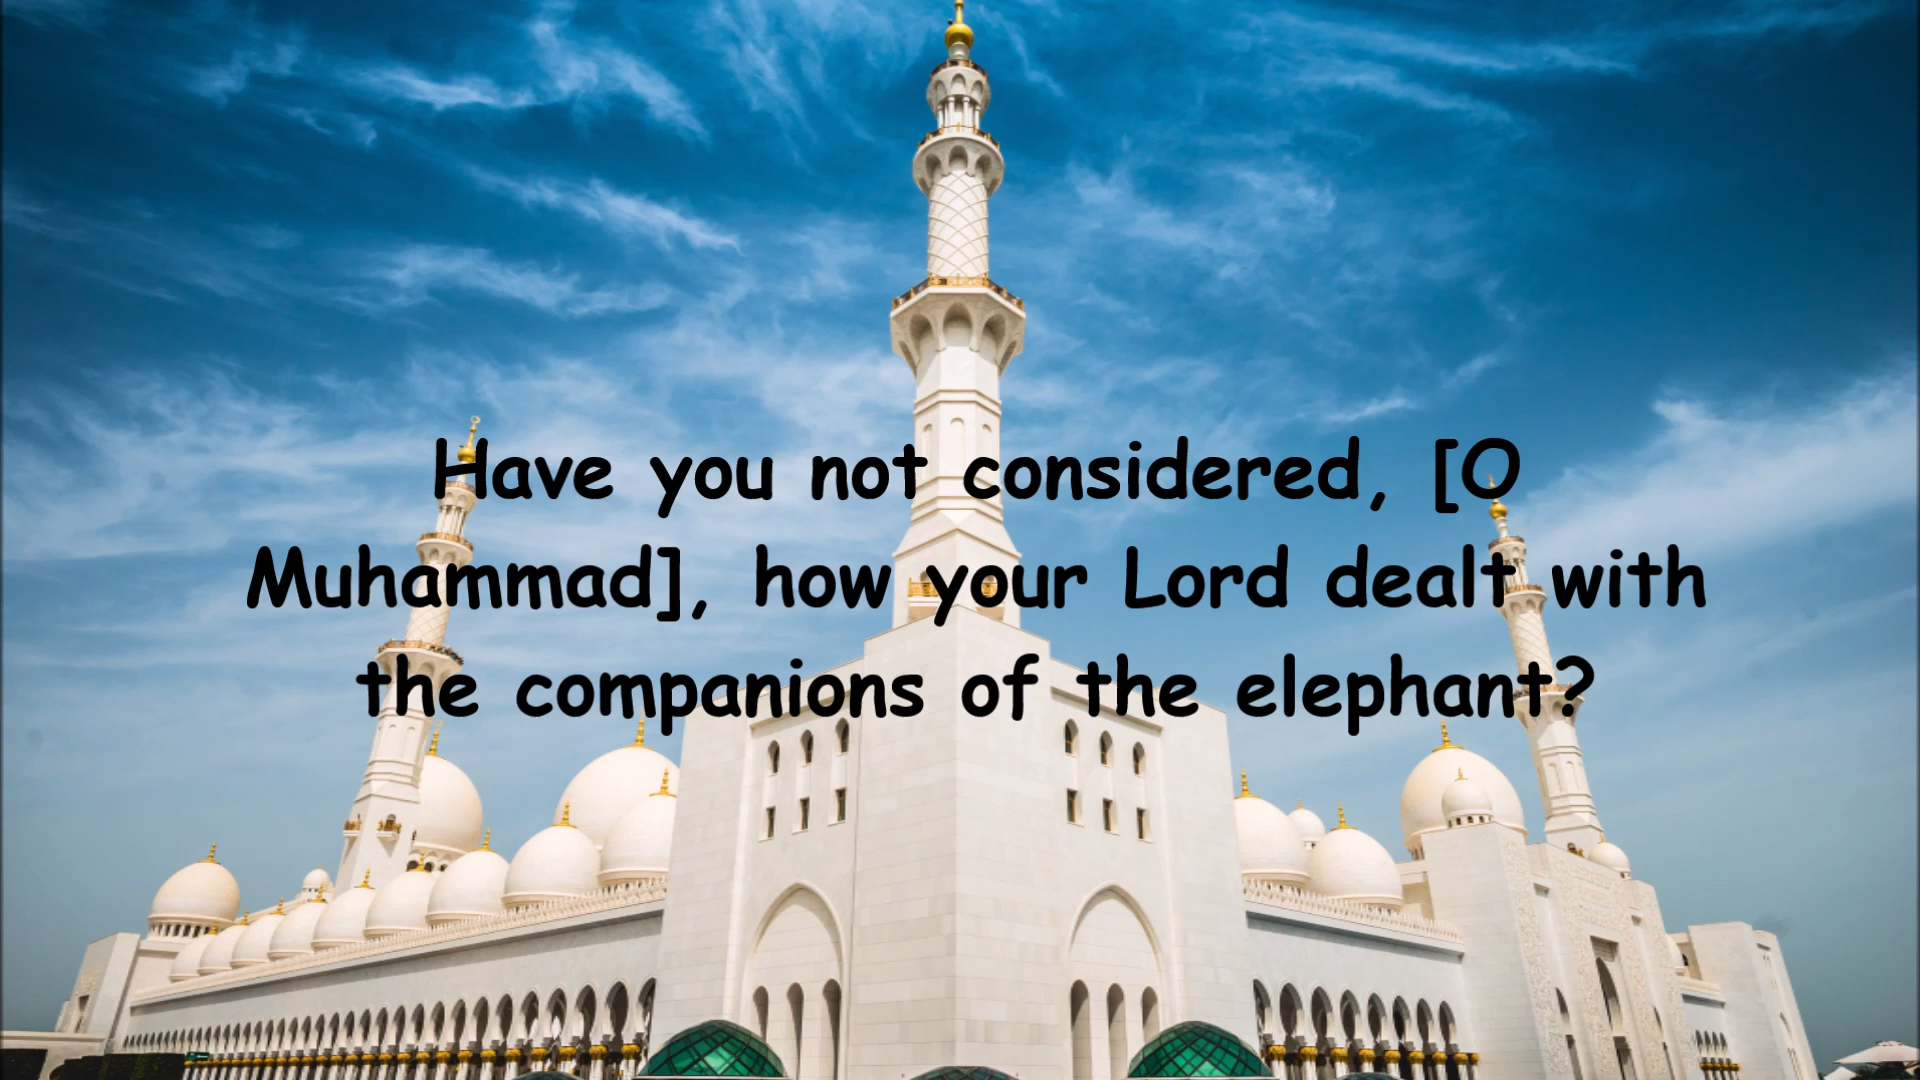 Have you not considered, [O
Muhammad], how your Lord dealt with
the companions of the elephant?